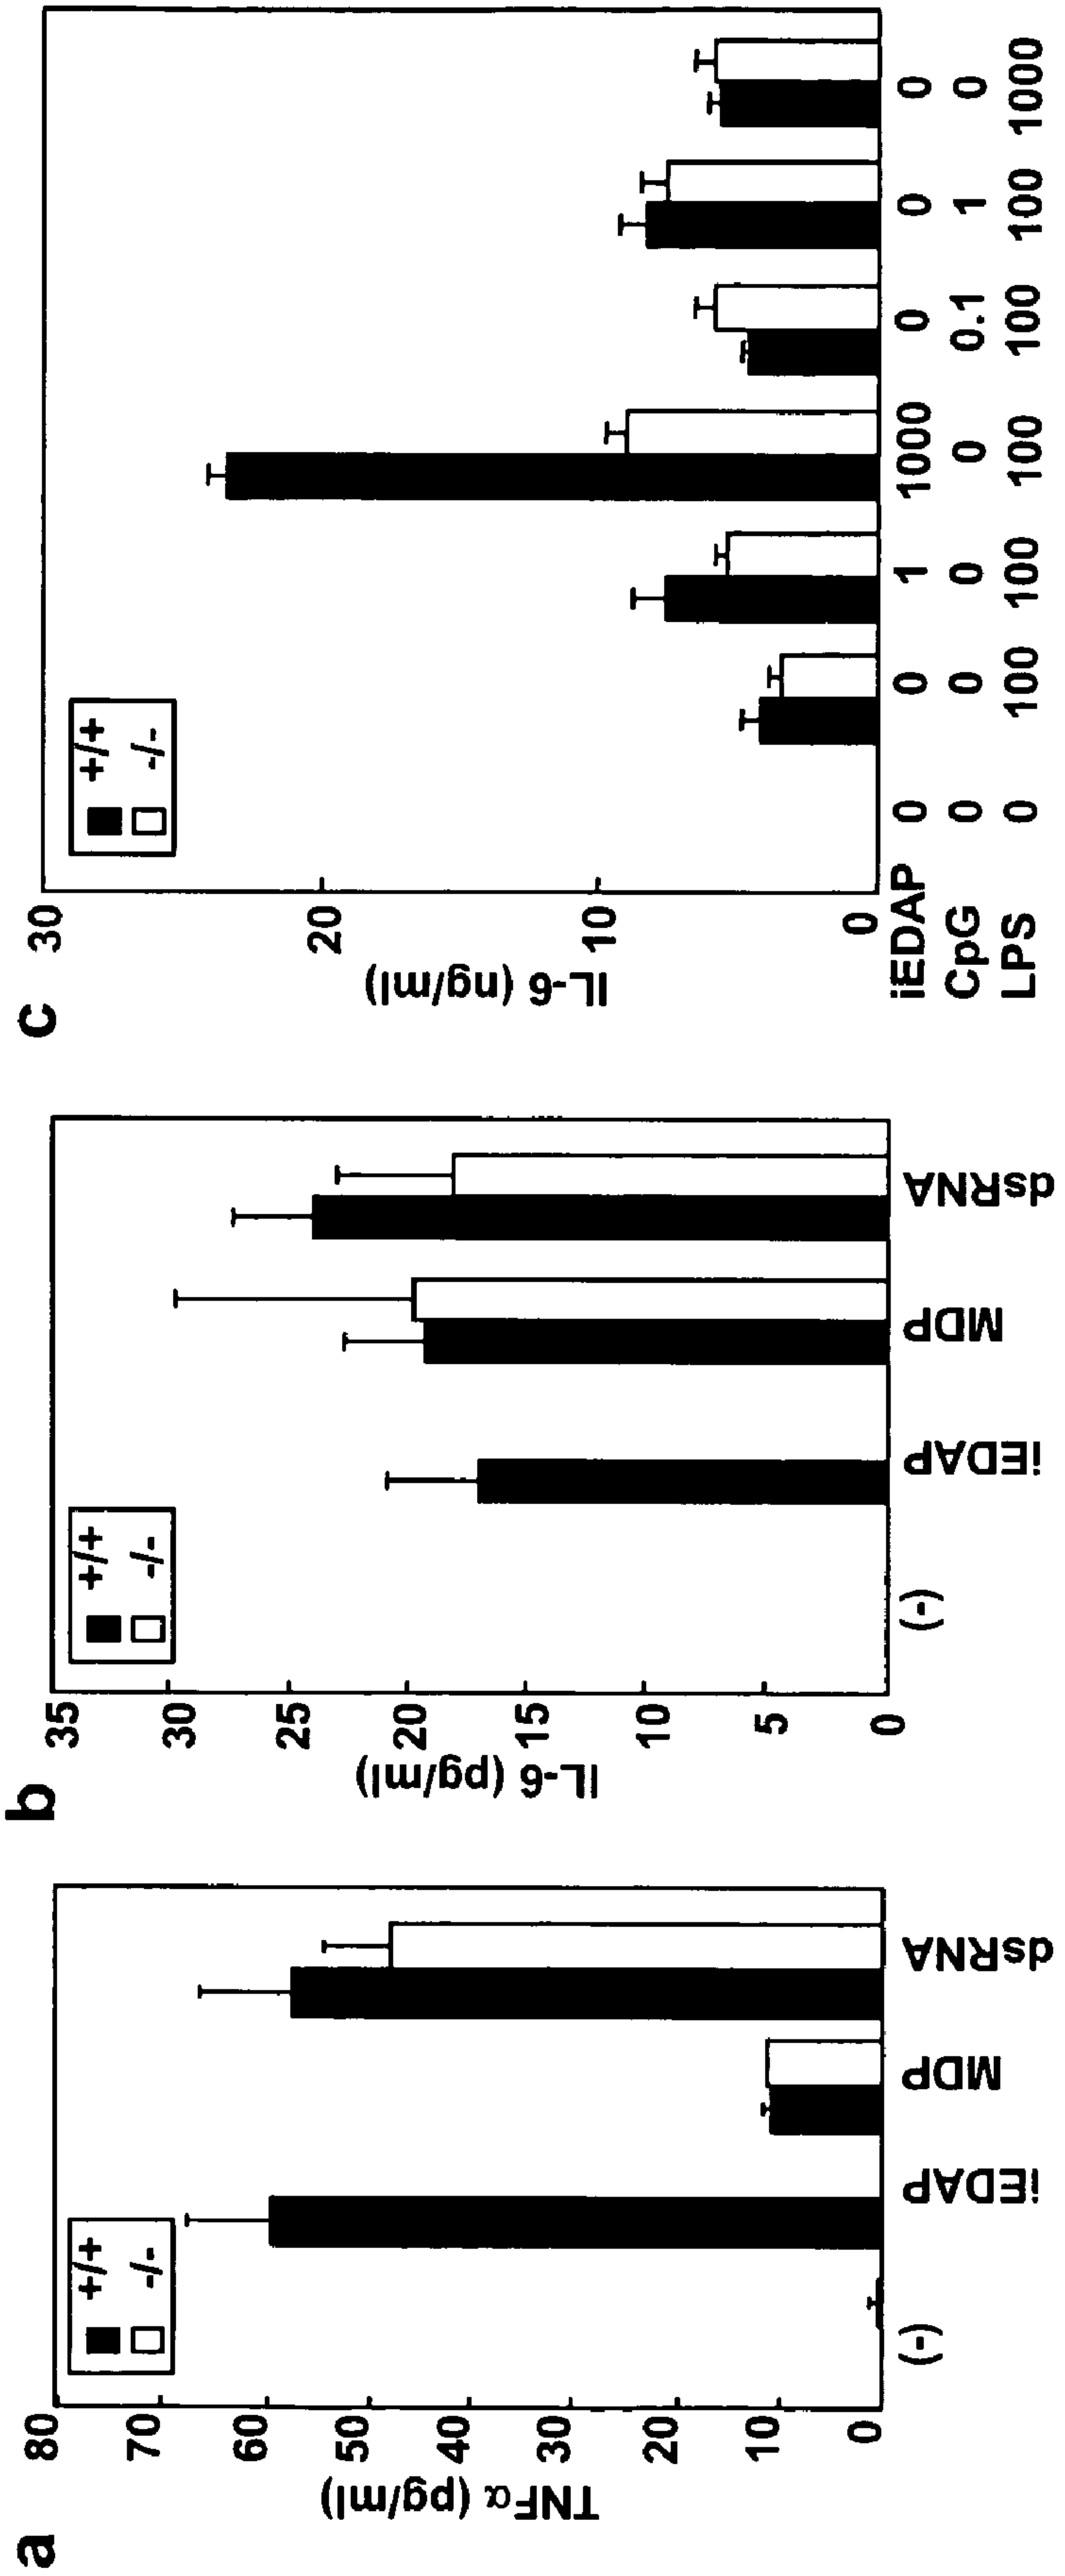 a
TNFα (pg/ml)
80
70
60
50
40
30
20
10
0
+/+
-/-
(-)
iEDAP
MDP
dsRNA
b
IL-6 (pg/ml)
35
30
25
20
15
10
5
0
+/+
-/-
(-)
iEDAP
MDP
dsRNA
c
IL-6 (ng/ml)
30
20
10
0
+/+
-/-
iEDAP 0 0 1 1000 0 0 0
CpG 0 0 0 0 0.1 1 0
LPS 0 100 100 100 100 100 1000